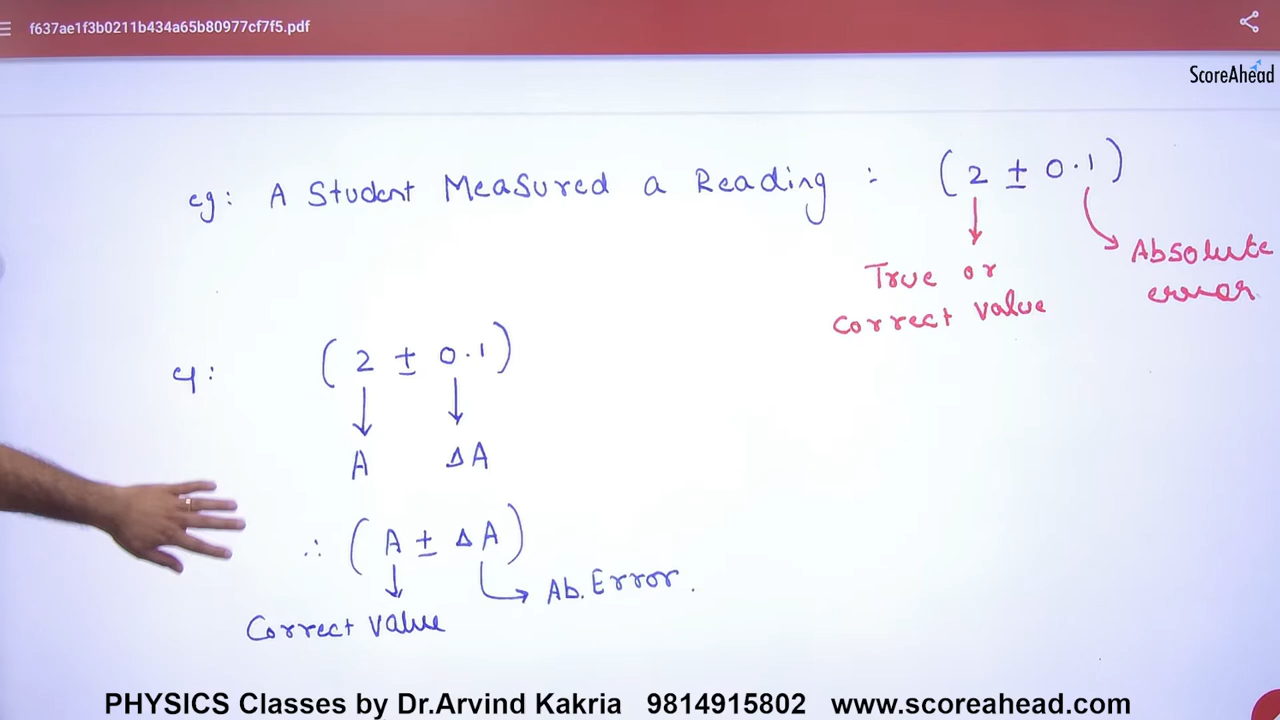 f637ae1f3b0211b434a65b80977cf7f5.pdf
ScoreAhead
eg: A Student Measured a Reading : (2 ± 0.1)
True or
Correct value
Absolute
error
(2 ± 0.1)
A ΔA
∴ (A ± ΔA)
Ab. Error.
Correct value
PHYSICS Classes by Dr.Arvind Kakria 9814915802 www.scoreahead.com